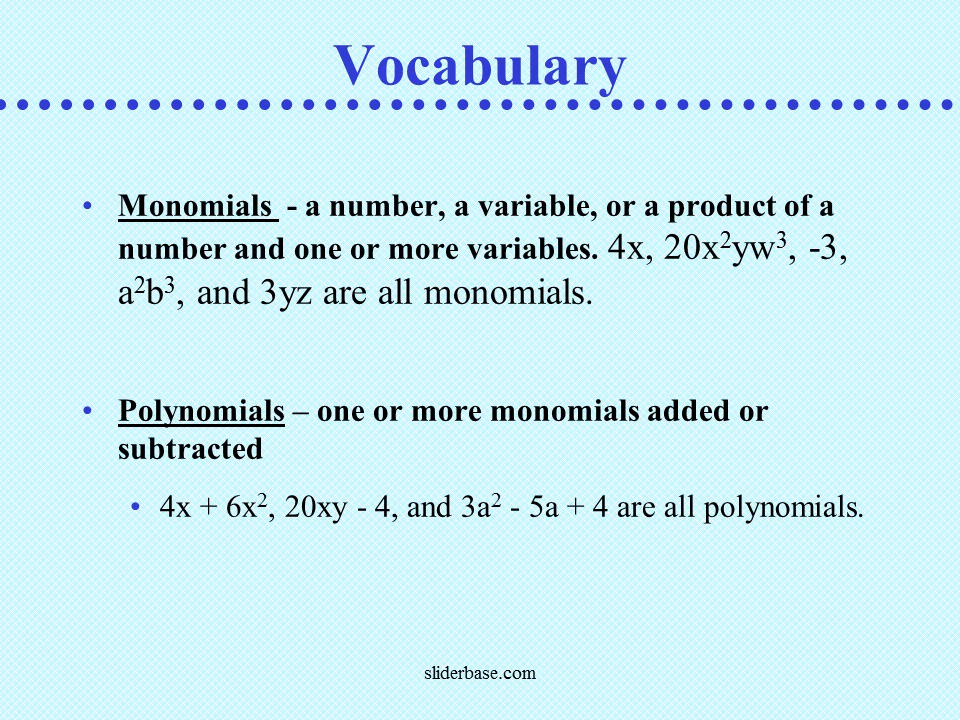 Vocabulary
• Monomials - a number, a variable, or a product of a
number and one or more variables. 4x, 20x²yw³, -3,
a²b³, and 3yz are all monomials.
• Polynomials – one or more monomials added or
subtracted
• 4x + 6x², 20xy - 4, and 3a² - 5a + 4 are all polynomials.
sliderbase.com